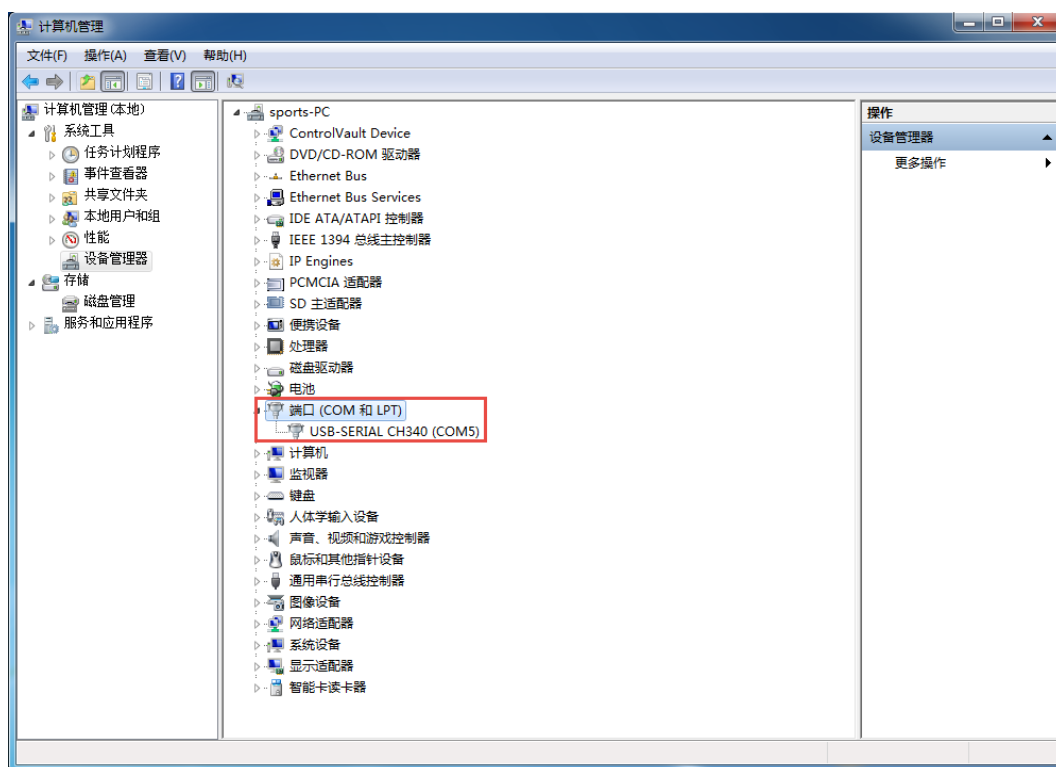 计算机管理
文件(F) 操作(A) 查看(V) 帮助(H)
计算机管理(本地)
系统工具
任务计划程序
事件查看器
共享文件夹
本地用户和组
性能
设备管理器
存储
磁盘管理
服务和应用程序
sports-PC
ControlVault Device
DVD/CD-ROM 驱动器
Ethernet Bus
Ethernet Bus Services
IDE ATA/ATAPI 控制器
IEEE 1394 总线主控制器
IP Engines
PCMCIA 适配器
SD 主适配器
便携设备
处理器
磁盘驱动器
电池
端口 (COM 和 LPT)
USB-SERIAL CH340 (COM5)
计算机
监视器
键盘
人体学输入设备
声音、视频和游戏控制器
鼠标和其他指针设备
通用串行总线控制器
图像设备
网络适配器
系统设备
显示适配器
智能卡读卡器
操作
设备管理器
更多操作